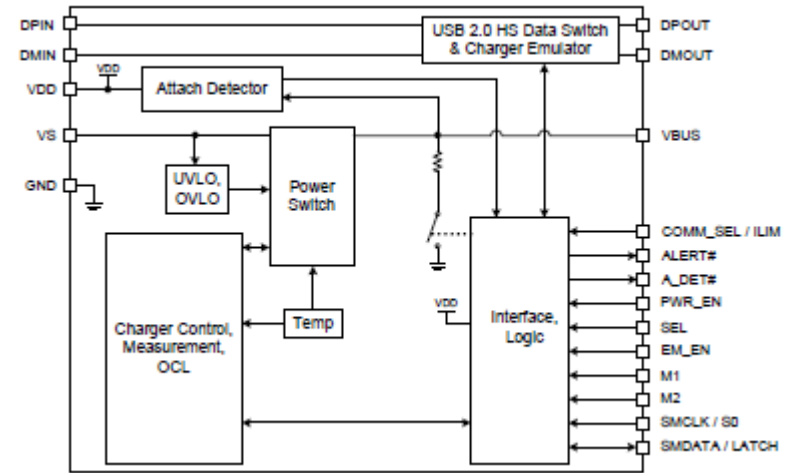 DPIN
USB 2.0 HS Data Switch
& Charger Emulator
DPOUT
DMIN
DMOUT
VDD
VDD
Attach Detector
VS
VBUS
GND
UVLO,
OVLO
Power
Switch
COMM_SEL / ILIM
ALERT#
A_DET#
PWR_EN
SEL
EM_EN
M1
M2
SMCLK / S0
SMDATA / LATCH
VDD
Interface,
Logic
Temp
Charger Control,
Measurement,
OCL